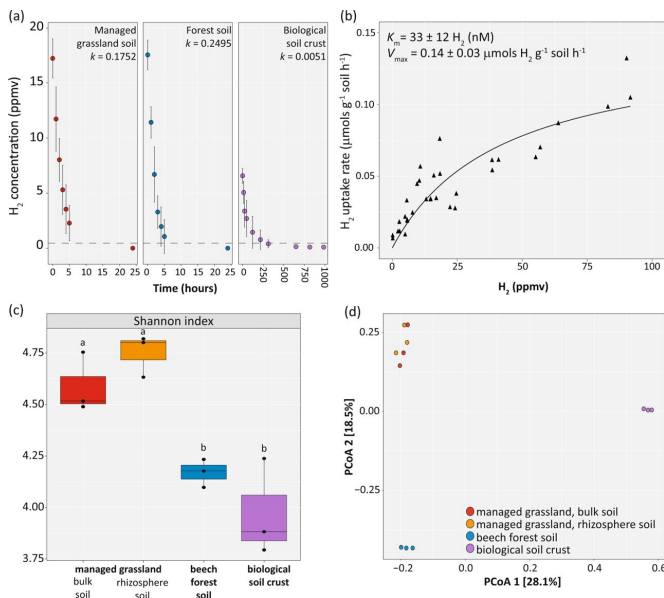 (a)
Managed
grassland soil
k = 0.1752
Forest soil
k = 0.2495
Biological
soil crust
k = 0.0051
H₂ concentration (ppmv)
20
15
10
5
0
0 5 15 25
0 5 15 25
0 250 500 1000
Time (hours)
(b)
Kₘ = 33 ± 12 H₂ (nM)
Vₘₐₓ = 0.14 ± 0.03 μmols H₂ g⁻¹ soil h⁻¹
H₂ uptake rate (μmols g⁻¹ soil h⁻¹)
0.15
0.10
0.05
0.00
0 25 50 75 100
H₂ (ppmv)
(c)
Shannon index
a
a
b
b
4.75
4.50
4.25
4.00
3.75
managed grassland
bulk
soil
rhizosphere
soil
beech
forest
soil
biological
soil crust
(d)
PCoA 2 [18.5%]
0.25
0.00
−0.25
managed grassland, bulk soil
managed grassland, rhizosphere soil
beech forest soil
biological soil crust
−0.2 0.0 0.2 0.4 0.6
PCoA 1 [28.1%]